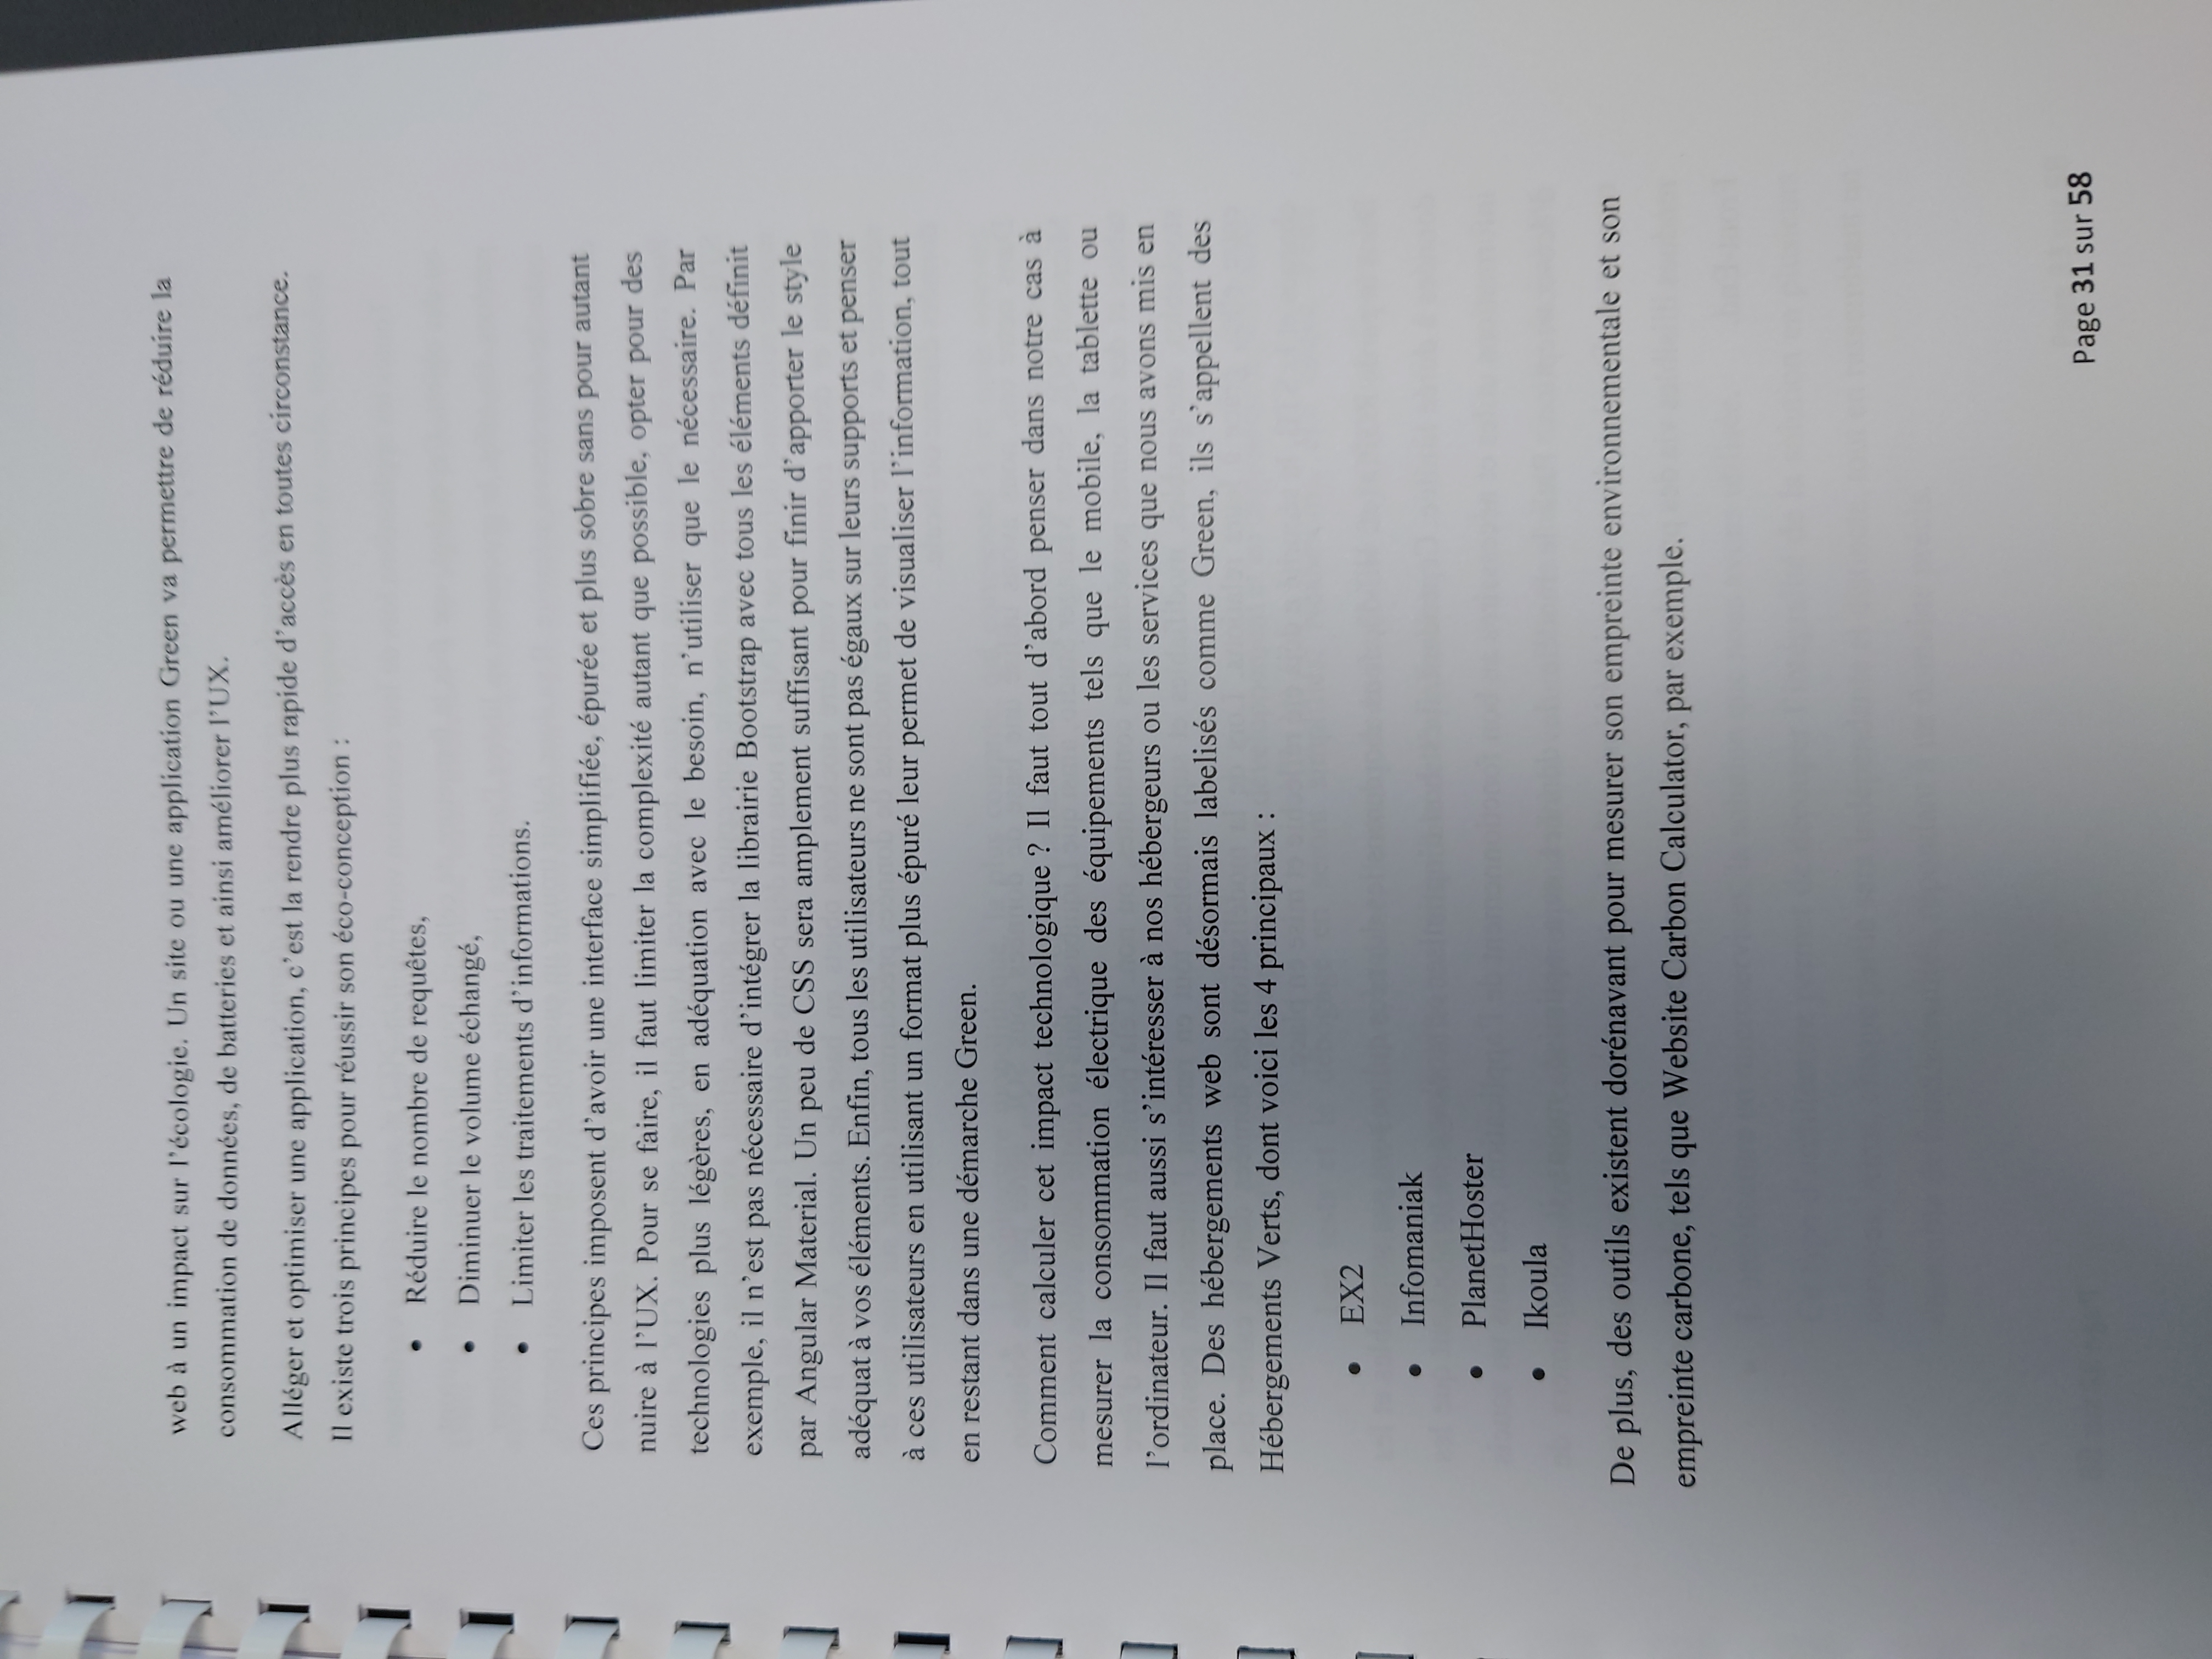 web à un impact sur l'écologie. Un site ou une application Green va permettre de réduire la
consommation de données, de batteries et ainsi améliorer l'UX.
Alléger et optimiser une application, c'est la rendre plus rapide d'accès en toutes circonstance.
Il existe trois principes pour réussir son éco-conception :
• Réduire le nombre de requêtes,
• Diminuer le volume échangé,
• Limiter les traitements d'informations.
Ces principes imposent d'avoir une interface simplifiée, épurée et plus sobre sans pour autant
nuire à l'UX. Pour se faire, il faut limiter la complexité autant que possible, opter pour des
technologies plus légères, en adéquation avec le besoin, n'utiliser que le nécessaire. Par
exemple, il n'est pas nécessaire d'intégrer la librairie Bootstrap avec tous les éléments définit
par Angular Material. Un peu de CSS sera amplement suffisant pour finir d'apporter le style
adéquat à vos éléments. Enfin, tous les utilisateurs ne sont pas égaux sur leurs supports et penser
à ces utilisateurs en utilisant un format plus épuré leur permet de visualiser l'information, tout
en restant dans une démarche Green.
Comment calculer cet impact technologique ? Il faut tout d'abord penser dans notre cas à
mesurer la consommation électrique des équipements tels que le mobile, la tablette ou
l'ordinateur. Il faut aussi s'intéresser à nos hébergeurs ou les services que nous avons mis en
place. Des hébergements web sont désormais labelisés comme Green, ils s'appellent des
Hébergements Verts, dont voici les 4 principaux :
• EX2
• Infomaniak
• PlanetHoster
• Ikoula
De plus, des outils existent dorénavant pour mesurer son empreinte environnementale et son
empreinte carbone, tels que Website Carbon Calculator, par exemple.
Page 31 sur 58